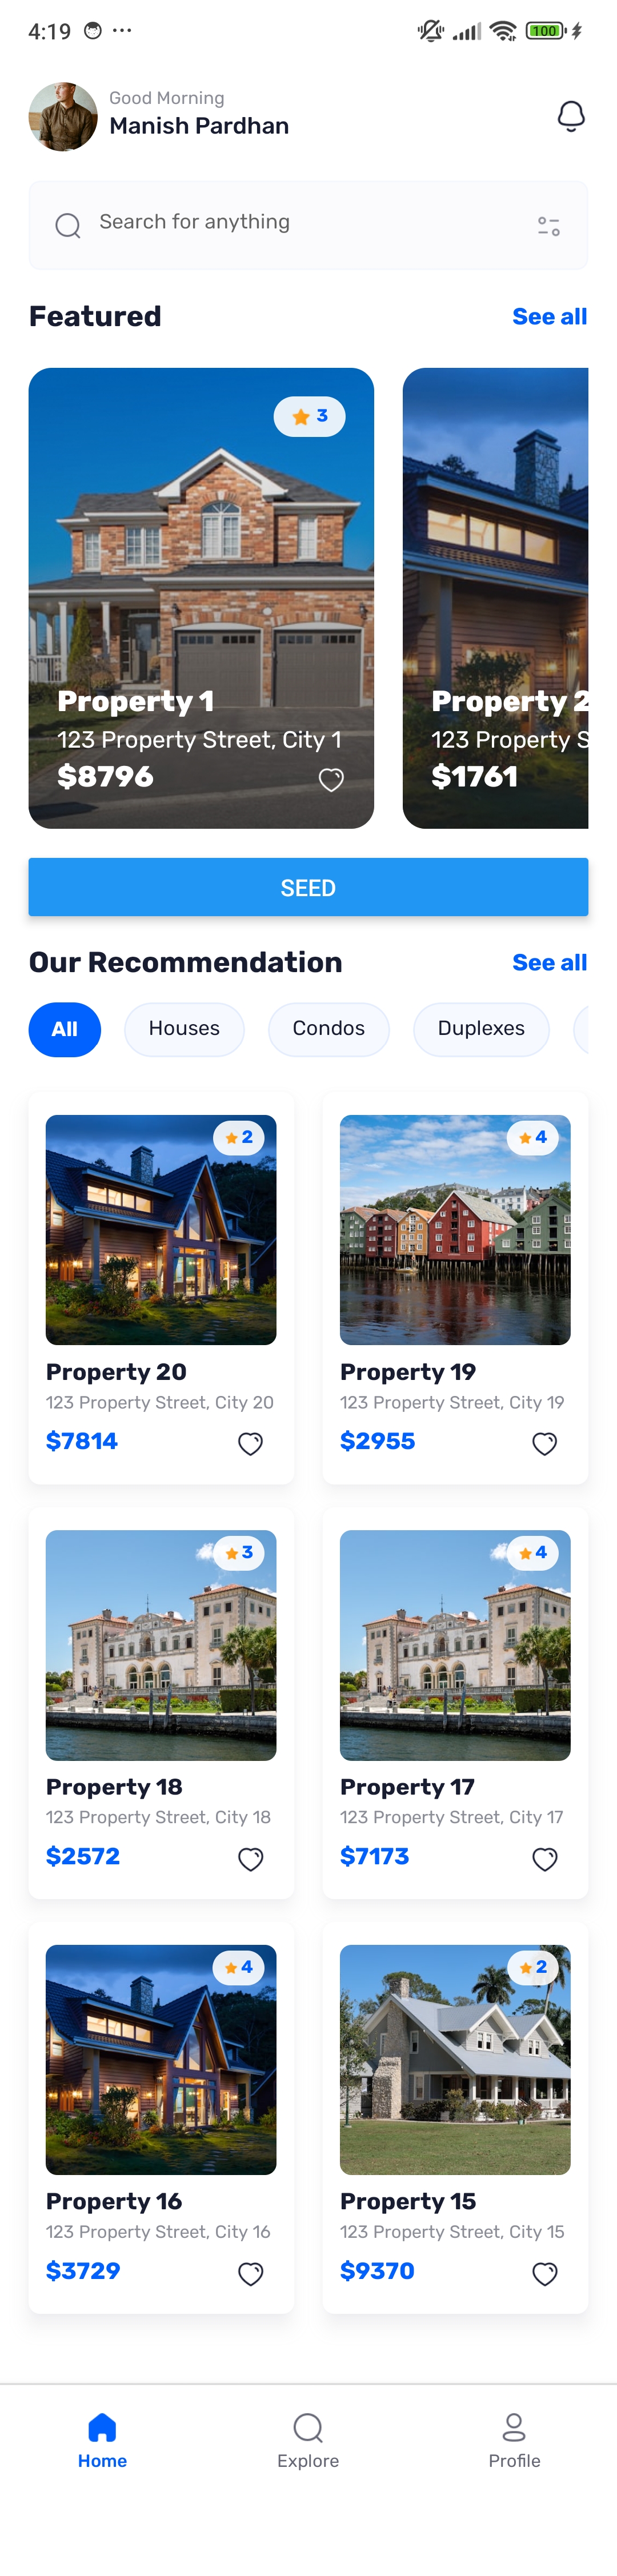 4:19
100
Good Morning
Manish Pardhan
Search for anything
Featured
See all
3
Property 1
123 Property Street, City 1
$8796
Property 2
123 Property S
$1761
SEED
Our Recommendation
See all
All
Houses
Condos
Duplexes
2
Property 20
123 Property Street, City 20
$7814
4
Property 19
123 Property Street, City 19
$2955
3
Property 18
123 Property Street, City 18
$2572
4
Property 17
123 Property Street, City 17
$7173
4
Property 16
123 Property Street, City 16
$3729
2
Property 15
123 Property Street, City 15
$9370
Home
Explore
Profile